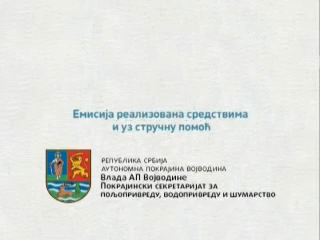 Емисија реализована средствима
и уз стручну помоћ
РЕПУБЛИКА СРБИЈА
АУТОНОМНА ПОКРАЈИНА ВОЈВОДИНА
Влада АП Војводине
Покрајински секретаријат за
пољопривреду, водопривреду и шумарство